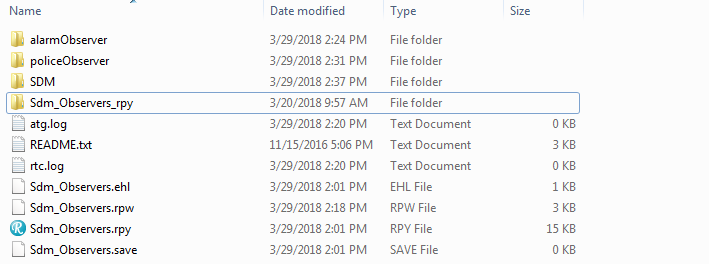 Name Date modified Type Size
alarmObserver 3/29/2018 2:24 PM File folder
policeObserver 3/29/2018 2:31 PM File folder
SDM 3/29/2018 2:37 PM File folder
Sdm_Observers_rpy 3/20/2018 9:57 AM File folder
atg.log 3/29/2018 2:20 PM Text Document 0 KB
README.txt 11/15/2016 5:06 PM Text Document 3 KB
rtc.log 3/29/2018 2:20 PM Text Document 0 KB
Sdm_Observers.ehl 3/29/2018 2:01 PM EHL File 1 KB
Sdm_Observers.rpw 3/29/2018 2:18 PM RPW File 3 KB
Sdm_Observers.rpy 3/29/2018 2:01 PM RPY File 15 KB
Sdm_Observers.save 3/29/2018 2:01 PM SAVE File 0 KB